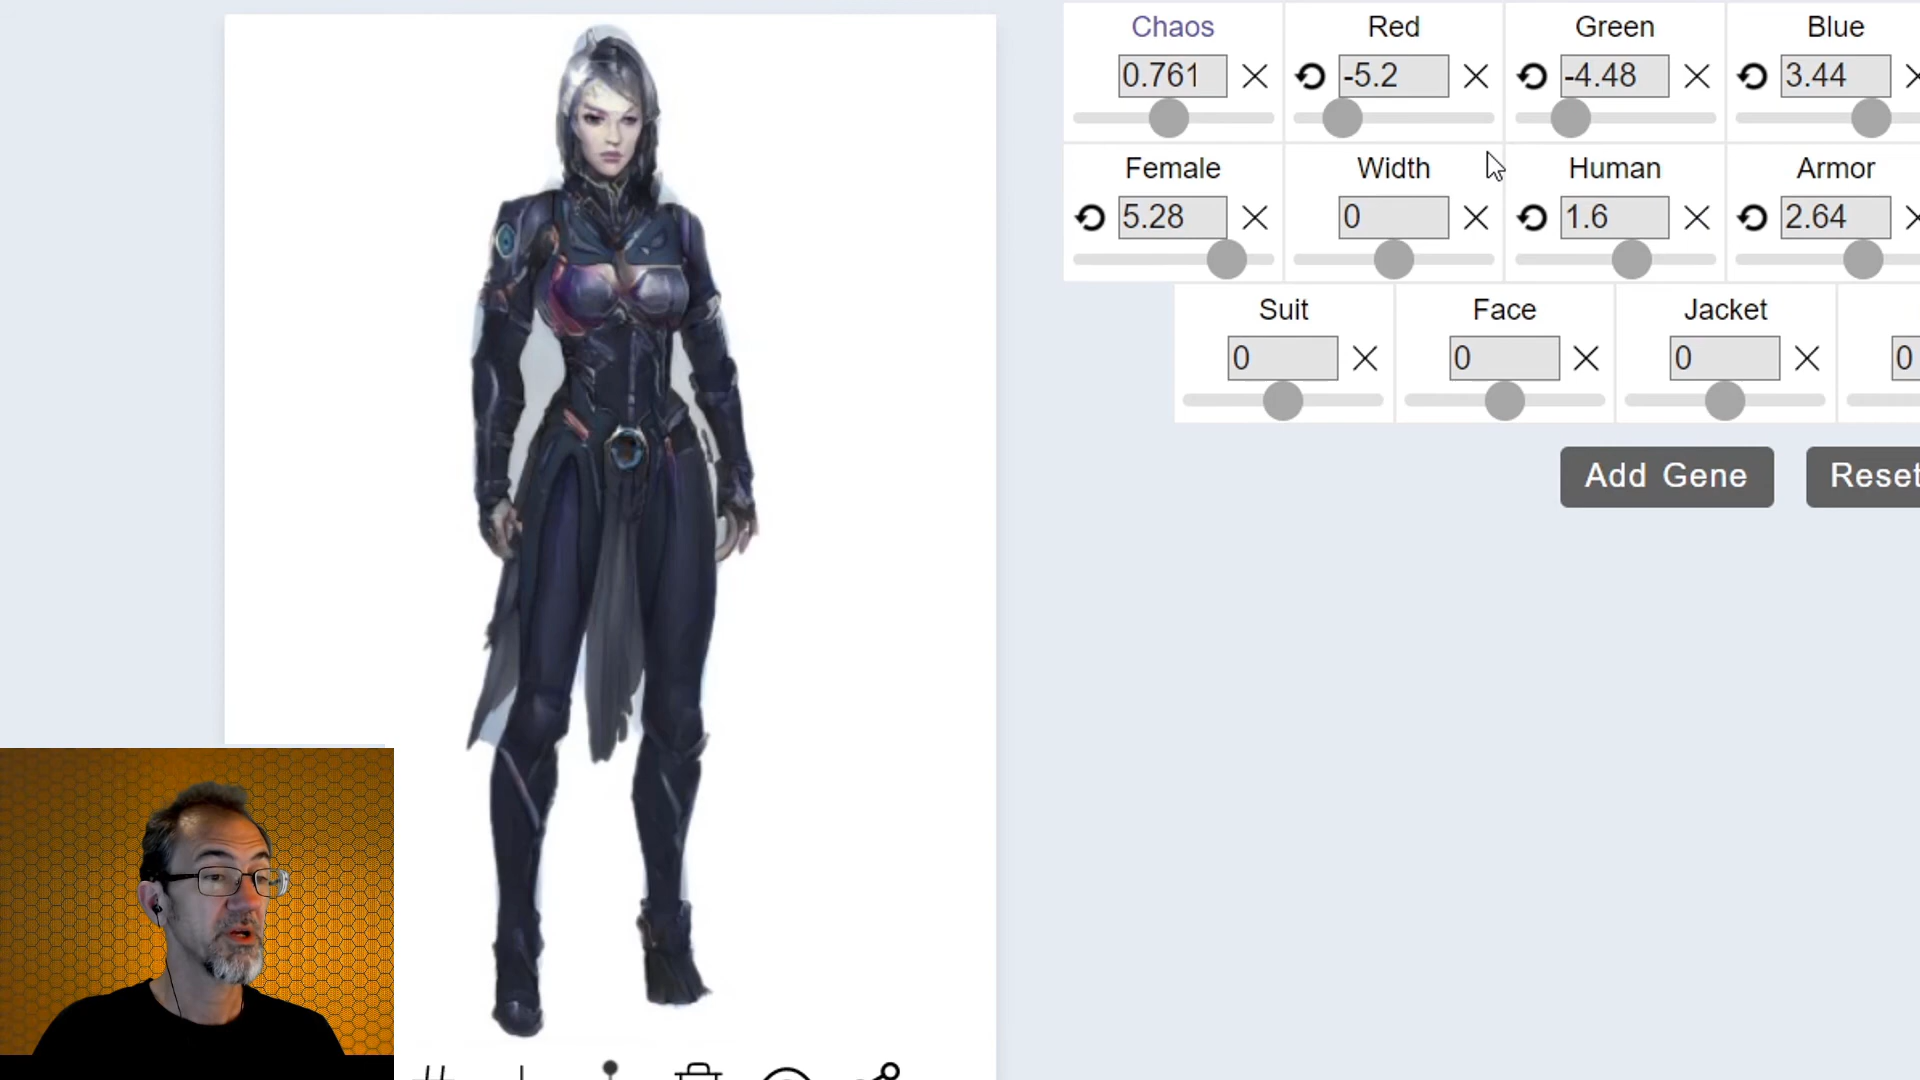 Chaos Red Green Blue
0.761 -5.2 -4.48 3.44
Female Width Human Armor
5.28 0 1.6 2.64
Suit Face Jacket
0 0 0 0
Add Gene Reset